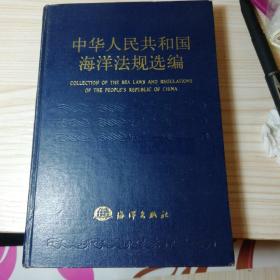 中华人民共和国
海洋法规选编
COLLECTION OF THE SEA LAWS AND REGULATIONS
OF THE PEOPLE'S REPUBLIC OF CHINA
海洋出版社